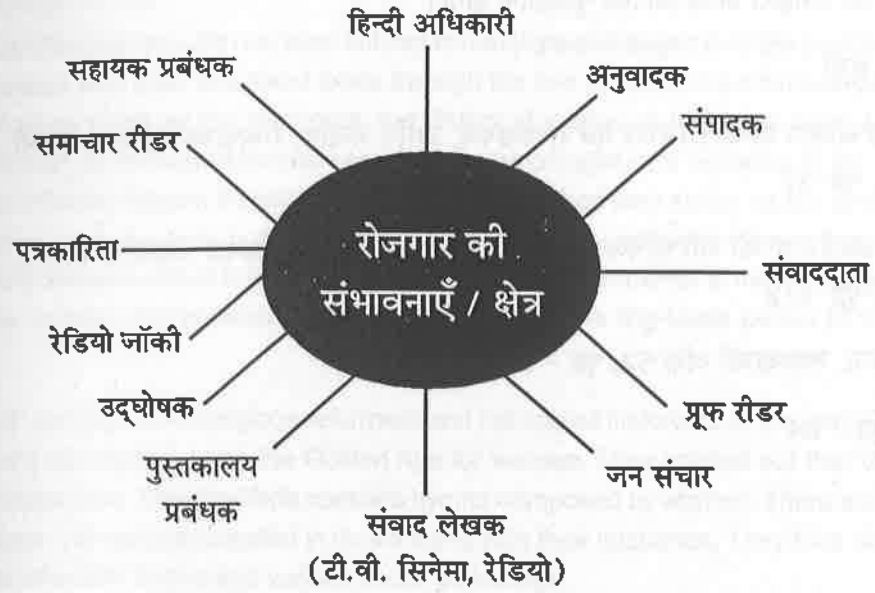 हिन्दी अधिकारी
सहायक प्रबंधक
अनुवादक
समाचार रीडर
संपादक
पत्रकारिता
रोजगार की
संभावनाएँ / क्षेत्र
संवाददाता
रेडियो जॉकी
उद्घोषक
प्रूफ रीडर
पुस्तकालय
प्रबंधक
जन संचार
संवाद लेखक
(टी.वी. सिनेमा, रेडियो)